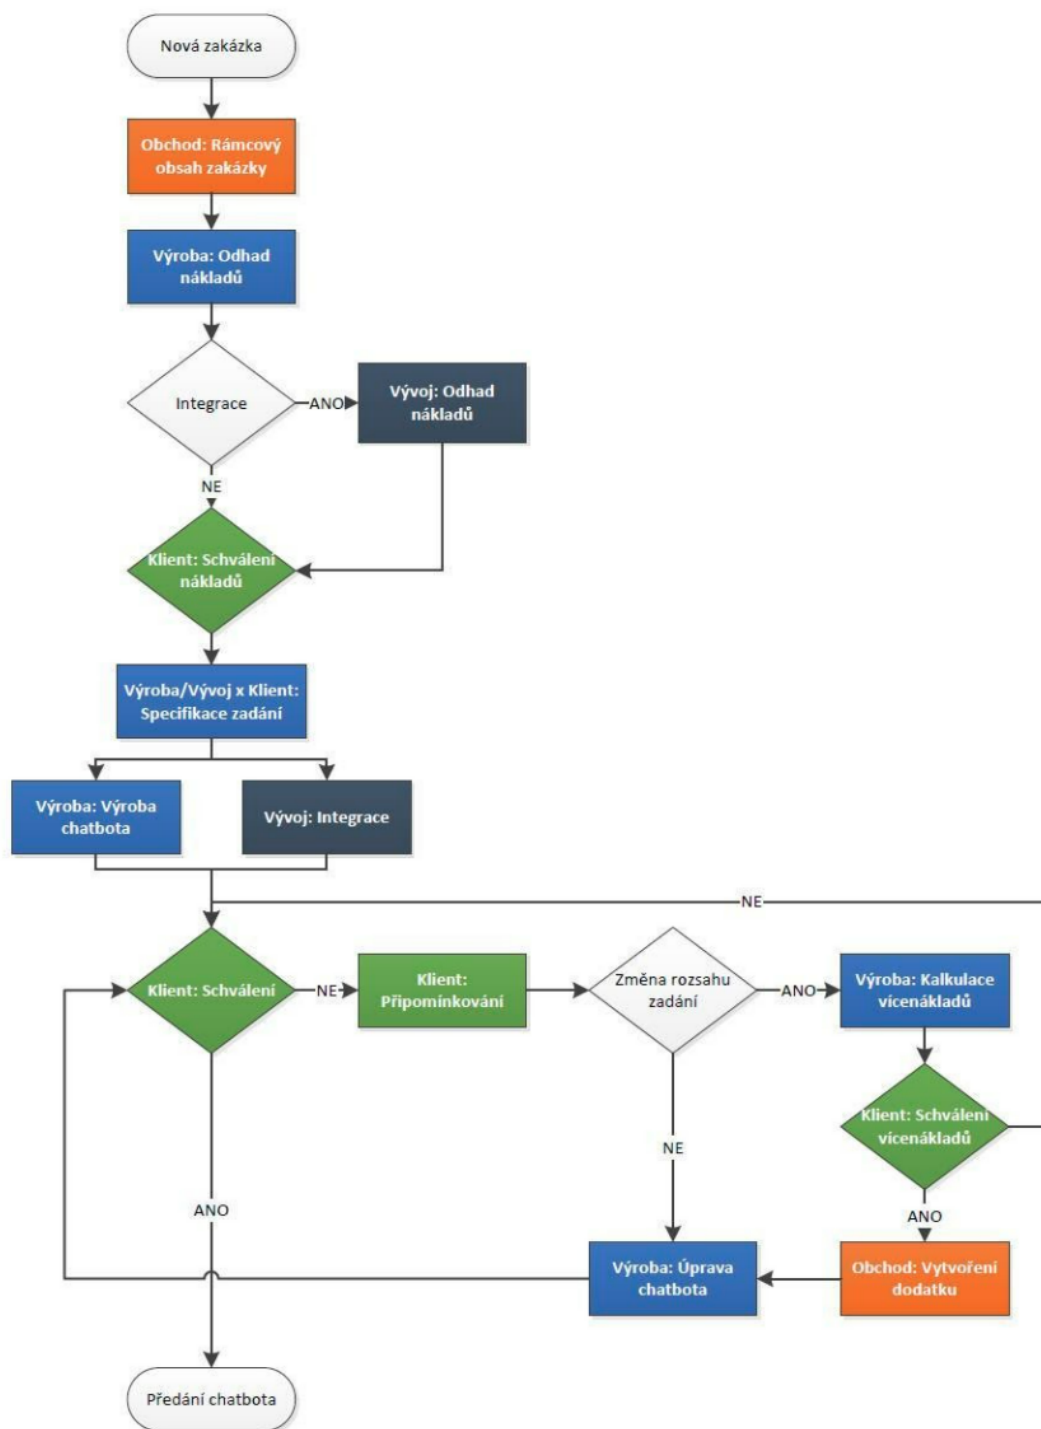 Nová zakázka
Obchod: Rámcový
obsah zakázky
Výroba: Odhad
nákladů
Integrace
ANO
Vývoj: Odhad
nákladů
NE
Klient: Schválení
nákladů
Výroba/Vývoj x Klient:
Specifikace zadání
Výroba: Výroba
chatbota
Vývoj: Integrace
NE
Klient: Schválení
NE
Klient:
Připomínkování
Změna rozsahu
zadání
ANO
Výroba: Kalkulace
vícenákladů
Klient: Schválení
vícenákladů
NE
ANO
ANO
Výroba: Úprava
chatbota
Obchod: Vytvoření
dodatku
Předání chatbota